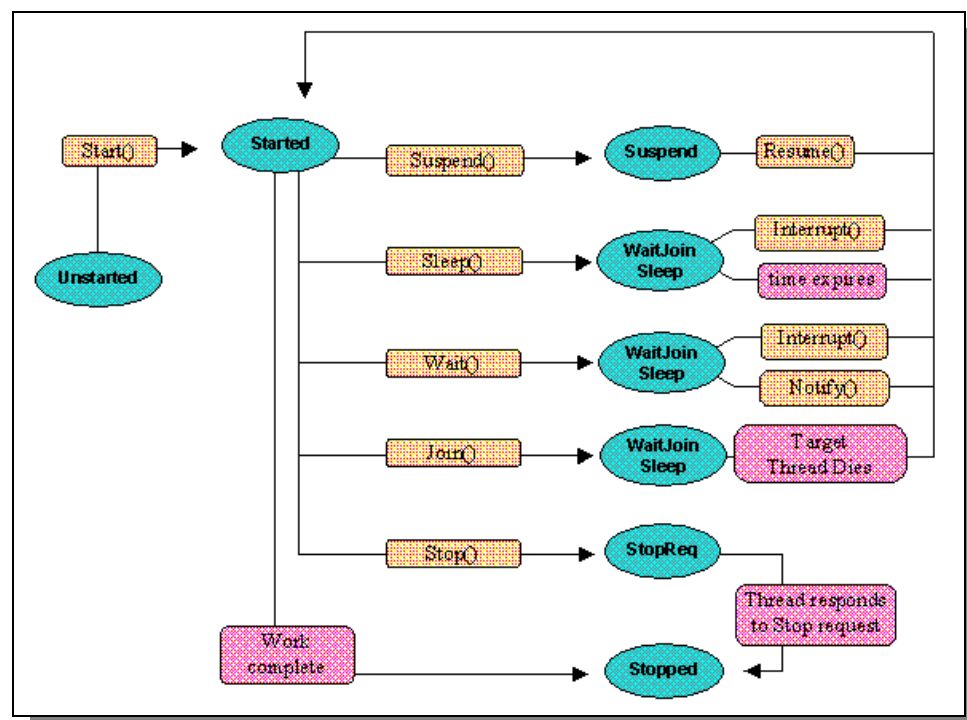 Start()
Started
Unstarted
Suspend()
Suspend
Resume()
Sleep()
WaitJoin
Sleep
Interrupt()
time expires
Wait()
WaitJoin
Sleep
Interrupt()
Notify()
Join()
WaitJoin
Sleep
Target
Thread Dies
Stop()
StopReq
Thread responds
to Stop request
Work
complete
Stopped